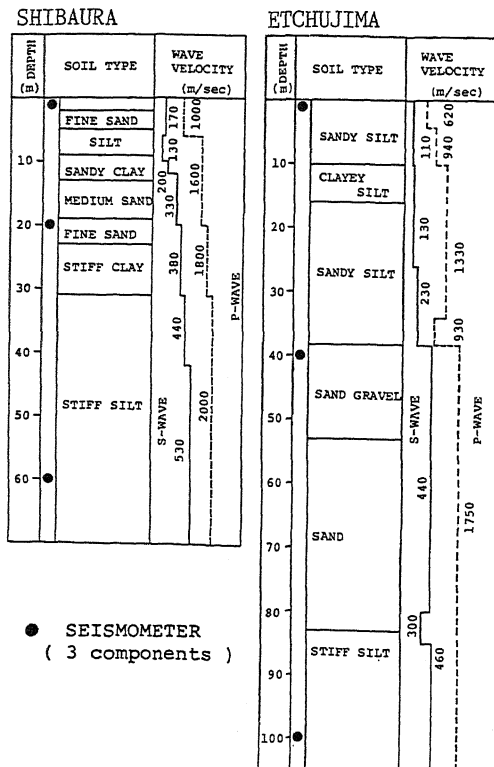 SHIBAURA
DEPTH
(m)
SOIL TYPE
WAVE
VELOCITY
(m/sec)
FINE SAND
SILT
SANDY CLAY
MEDIUM SAND
FINE SAND
STIFF CLAY
STIFF SILT
10
20
30
40
50
60
170
1000
130
200
330
1600
380
1800
440
2000
530
S-WAVE
P-WAVE
ETCHUJIMA
DEPTH
(m)
SOIL TYPE
WAVE
VELOCITY
(m/sec)
SANDY SILT
CLAYEY
SILT
SANDY SILT
SAND GRAVEL
SAND
STIFF SILT
10
20
30
40
50
60
70
80
90
100
620
110
940
130
1330
230
930
440
1750
300
460
S-WAVE
P-WAVE
SEISMOMETER
( 3 components )